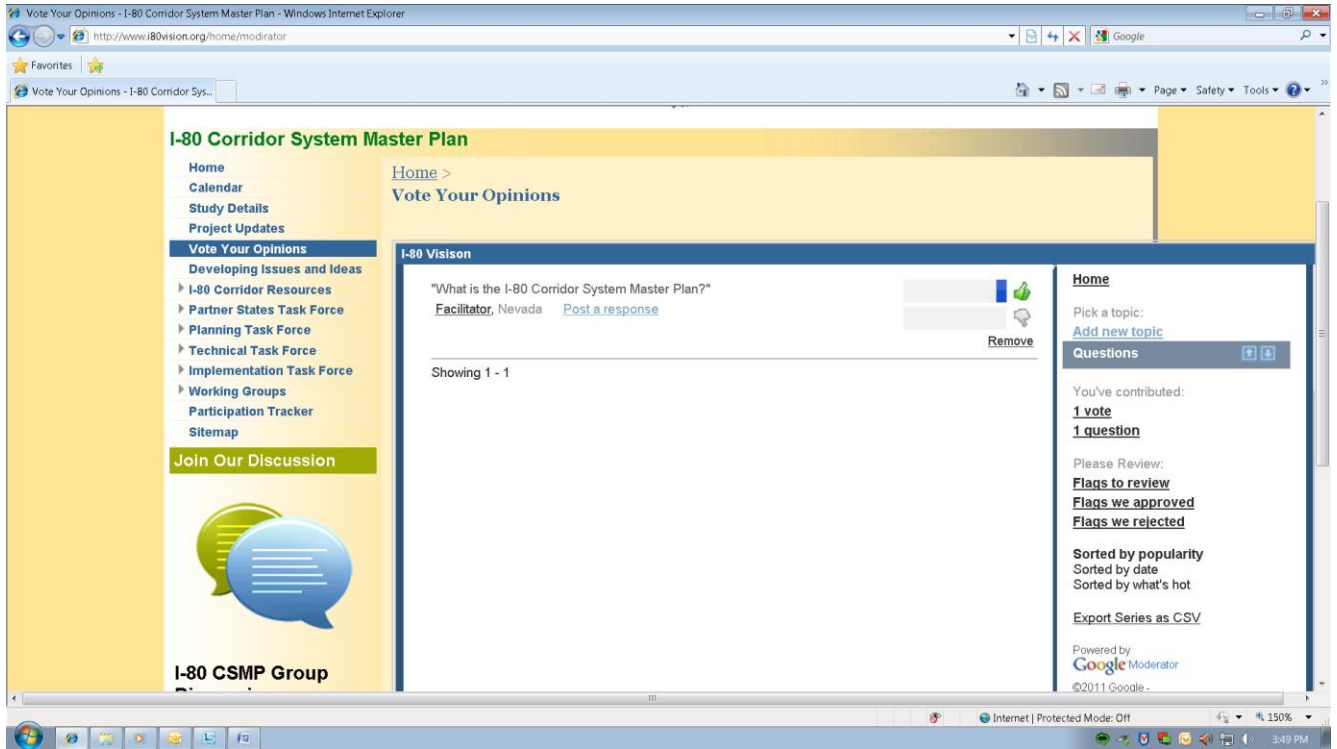 Vote Your Opinions - I-80 Corridor System Master Plan - Windows Internet Explorer
http://www.i80vision.org/home/modirator
Google
Favorites
Vote Your Opinions - I-80 Corridor Sys...
Page Safety Tools
I-80 Corridor System Master Plan
Home
Calendar
Study Details
Project Updates
Vote Your Opinions
Developing Issues and Ideas
I-80 Corridor Resources
Partner States Task Force
Planning Task Force
Technical Task Force
Implementation Task Force
Working Groups
Participation Tracker
Sitemap
Join Our Discussion
I-80 CSMP Group
Home >
Vote Your Opinions
I-80 Visison
"What is the I-80 Corridor System Master Plan?"
Facilitator, Nevada Post a response
Remove
Showing 1 - 1
Home
Pick a topic:
Add new topic
Questions
You've contributed:
1 vote
1 question
Please Review:
Flags to review
Flags we approved
Flags we rejected
Sorted by popularity
Sorted by date
Sorted by what's hot
Export Series as CSV
Powered by
Google Moderator
©2011 Google -
Internet | Protected Mode: Off
150%
3:49 PM